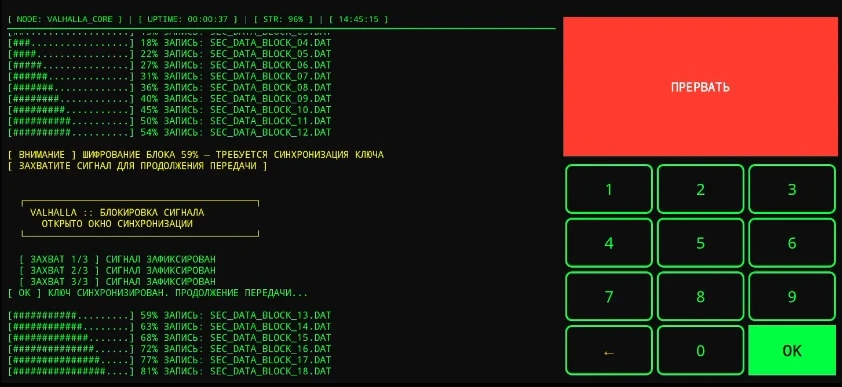 [ NODE: VALHALLA_CORE ] | [ UPTIME: 00:00:37 ] | [ STR: 96% ] | [ 14:45:15 ]
[###.................] 18% ЗАПИСЬ: SEC_DATA_BLOCK_04.DAT
[####................] 22% ЗАПИСЬ: SEC_DATA_BLOCK_05.DAT
[#####...............] 27% ЗАПИСЬ: SEC_DATA_BLOCK_06.DAT
[######..............] 31% ЗАПИСЬ: SEC_DATA_BLOCK_07.DAT
[#######.............] 36% ЗАПИСЬ: SEC_DATA_BLOCK_08.DAT
[########............] 40% ЗАПИСЬ: SEC_DATA_BLOCK_09.DAT
[#########...........] 45% ЗАПИСЬ: SEC_DATA_BLOCK_10.DAT
[##########..........] 50% ЗАПИСЬ: SEC_DATA_BLOCK_11.DAT
[##########..........] 54% ЗАПИСЬ: SEC_DATA_BLOCK_12.DAT
[ ВНИМАНИЕ ] ШИФРОВАНИЕ БЛОКА 59% — ТРЕБУЕТСЯ СИНХРОНИЗАЦИЯ КЛЮЧА
[ ЗАХВАТИТЕ СИГНАЛ ДЛЯ ПРОДОЛЖЕНИЯ ПЕРЕДАЧИ ]
VALHALLA :: БЛОКИРОВКА СИГНАЛА
ОТКРЫТО ОКНО СИНХРОНИЗАЦИИ
[ ЗАХВАТ 1/3 ] СИГНАЛ ЗАФИКСИРОВАН
[ ЗАХВАТ 2/3 ] СИГНАЛ ЗАФИКСИРОВАН
[ ЗАХВАТ 3/3 ] СИГНАЛ ЗАФИКСИРОВАН
[ OK ] КЛЮЧ СИНХРОНИЗИРОВАН. ПРОДОЛЖЕНИЕ ПЕРЕДАЧИ...
[###########.........] 59% ЗАПИСЬ: SEC_DATA_BLOCK_13.DAT
[############........] 63% ЗАПИСЬ: SEC_DATA_BLOCK_14.DAT
[#############.......] 68% ЗАПИСЬ: SEC_DATA_BLOCK_15.DAT
[##############......] 72% ЗАПИСЬ: SEC_DATA_BLOCK_16.DAT
[###############.....] 77% ЗАПИСЬ: SEC_DATA_BLOCK_17.DAT
[################....] 81% ЗАПИСЬ: SEC_DATA_BLOCK_18.DAT
ПРЕРВАТЬ
1 2 3
4 5 6
7 8 9
← 0 OK